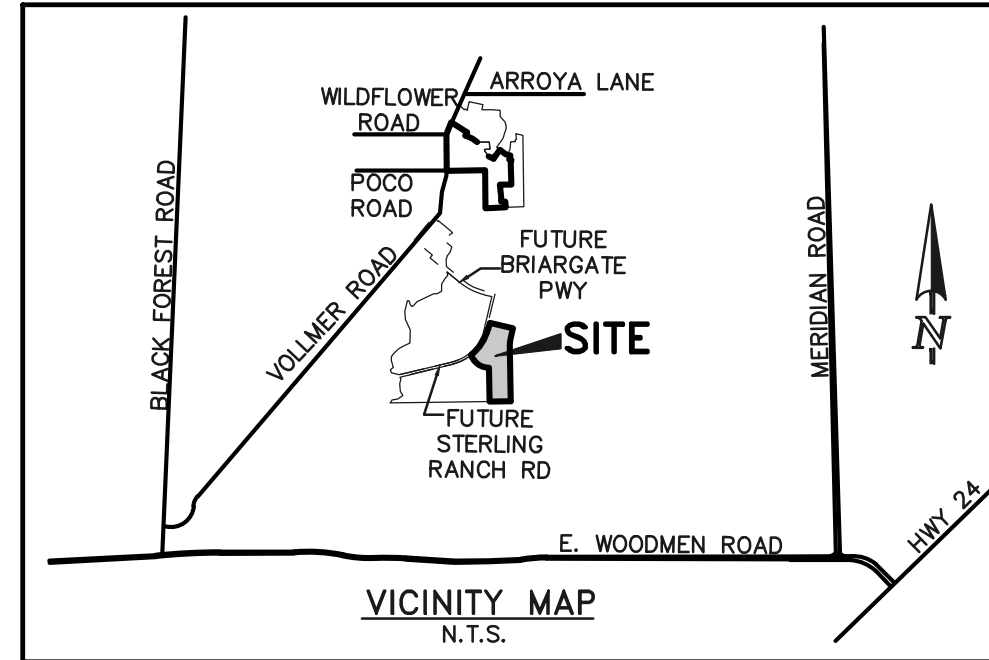 ARROYA LANE
WILDFLOWER
ROAD
POCO
ROAD
BLACK FOREST ROAD
VOLLMER ROAD
FUTURE
BRIARGATE
PWY
MERIDIAN ROAD
N
SITE
FUTURE
STERLING
RANCH RD
HWY 24
E. WOODMEN ROAD
VICINITY MAP
N.T.S.